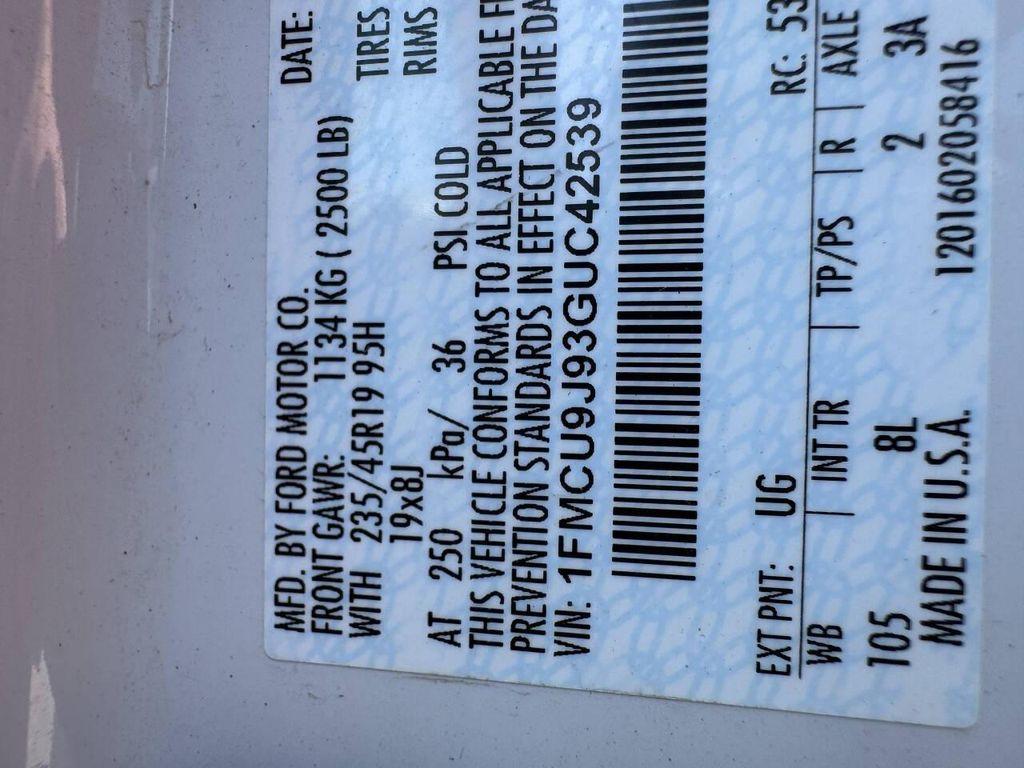 MFD. BY FORD MOTOR CO. DATE:
FRONT GAWR: 1134 KG ( 2500 LB)
WITH 235/45R19 95H TIRES
19x8J RIMS
AT 250 kPa/ 36 PSI COLD
THIS VEHICLE CONFORMS TO ALL APPLICABLE
PREVENTION STANDARDS IN EFFECT ON THE DA
VIN: 1FMCU9J93GUC42539
EXT PNT: UG RC: 53
WB | INT TR | TP/PS | R | AXLE
105 8L 2 3A
MADE IN U.S.A. 1201602058416